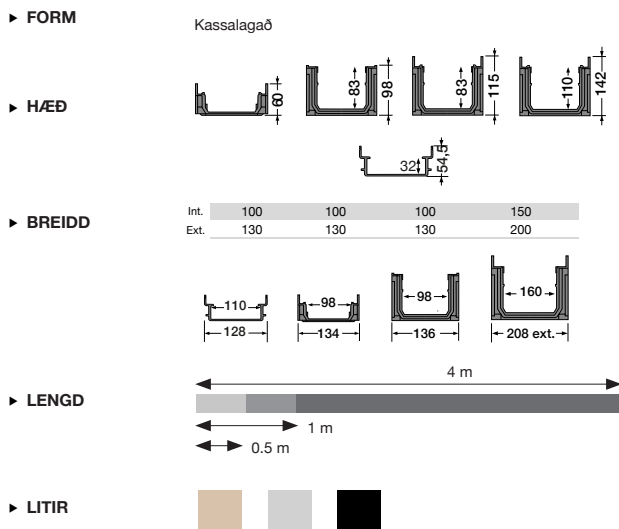 ▸ FORM
Kassalagað
▸ HÆÐ
60
83
98
83
115
110
142
32
54,5
▸ BREIDD
Int. 100 100 100 150
Ext. 130 130 130 200
110
128
98
134
98
136
160
208 ext.
▸ LENGD
4 m
1 m
0.5 m
▸ LITIR